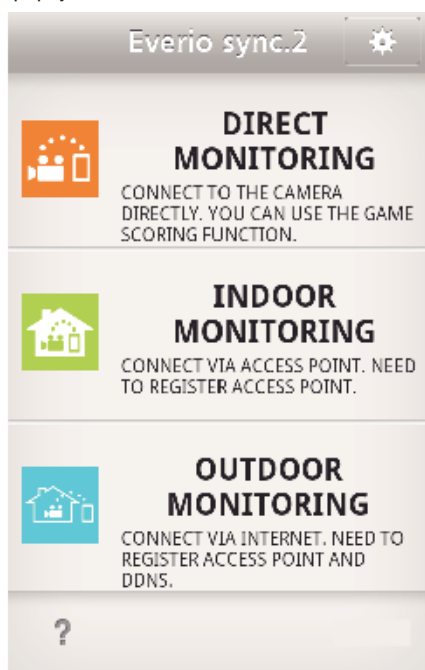 Everio sync.2
DIRECT
MONITORING
CONNECT TO THE CAMERA
DIRECTLY. YOU CAN USE THE GAME
SCORING FUNCTION.
INDOOR
MONITORING
CONNECT VIA ACCESS POINT. NEED
TO REGISTER ACCESS POINT.
OUTDOOR
MONITORING
CONNECT VIA INTERNET. NEED TO
REGISTER ACCESS POINT AND
DDNS.
?